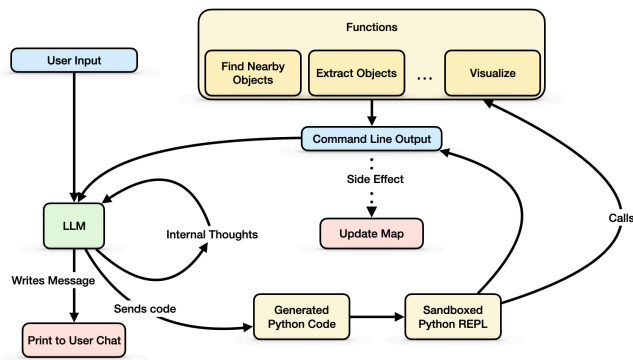 Functions
User Input
Find Nearby
Objects
Extract Objects
...
Visualize
Command Line Output
Side Effect
LLM
Internal Thoughts
Update Map
Calls
Writes Message
Sends code
Generated
Python Code
Sandboxed
Python REPL
Print to User Chat